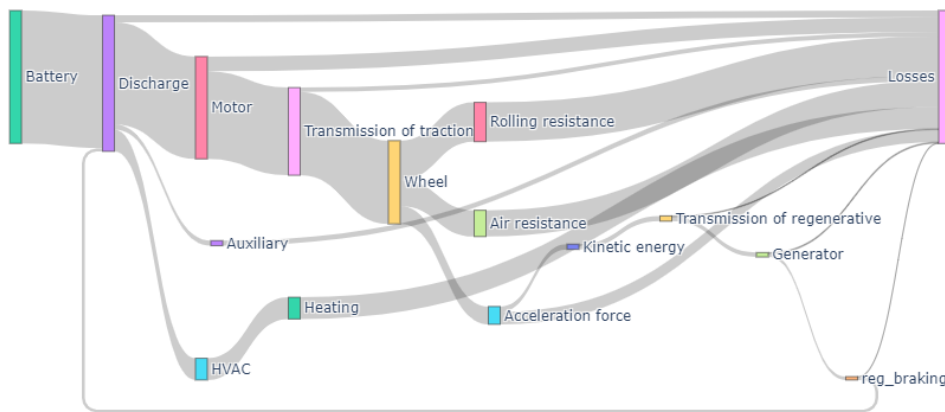 Battery
Discharge
Losses
Motor
Transmission of traction
Rolling resistance
Wheel
Air resistance
Transmission of regenerative
Auxiliary
Kinetic energy
Generator
Heating
Acceleration force
HVAC
reg_braking